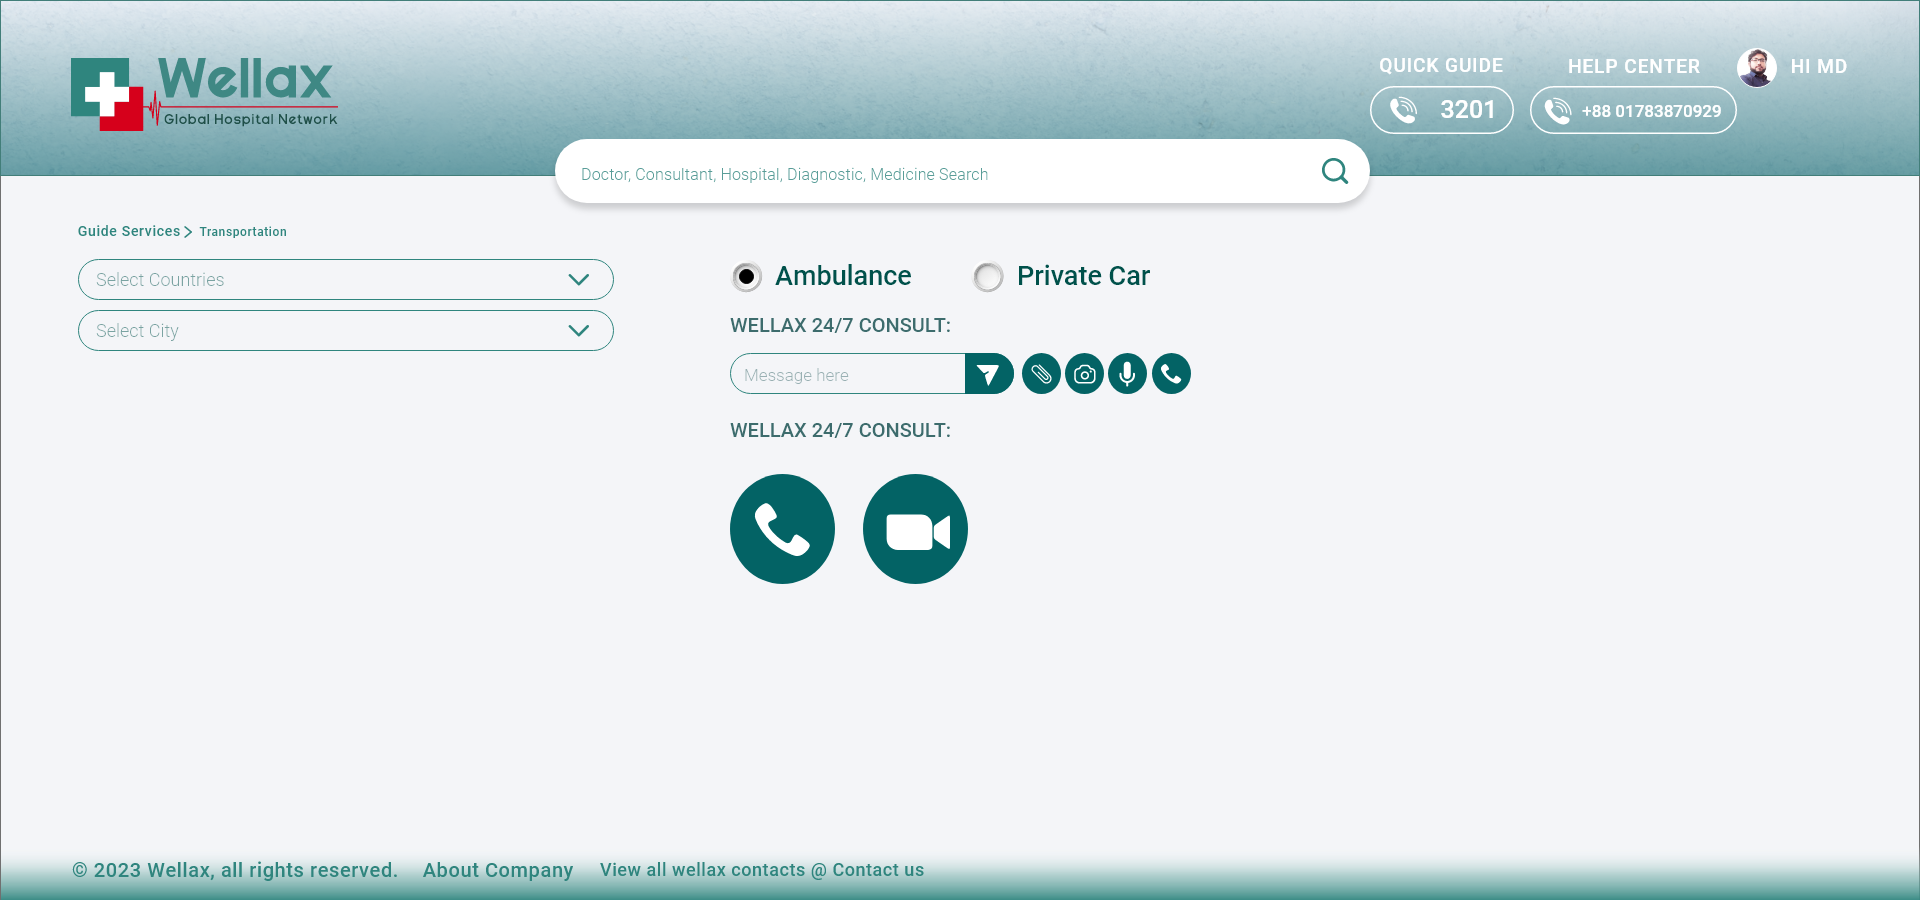 Wellax
Global Hospital Network
QUICK GUIDE
HELP CENTER
HI MD
3201
+88 01783870929
Doctor, Consultant, Hospital, Diagnostic, Medicine Search
Guide Services > Transportation
Select Countries
Select City
Ambulance
Private Car
WELLAX 24/7 CONSULT:
Message here
WELLAX 24/7 CONSULT:
© 2023 Wellax, all rights reserved. About Company View all wellax contacts @ Contact us